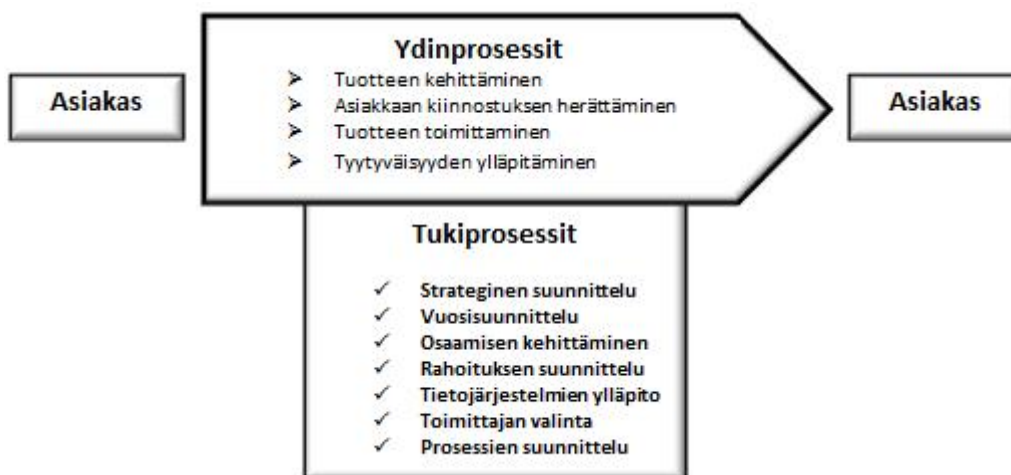 Asiakas
Ydinprosessit
Tuotteen kehittäminen
Asiakkaan kiinnostuksen herättäminen
Tuotteen toimittaminen
Tyytyväisyyden ylläpitäminen
Asiakas
Tukiprosessit
Strateginen suunnittelu
Vuosisuunnittelu
Osaamisen kehittäminen
Rahoituksen suunnittelu
Tietojärjestelmien ylläpito
Toimittajan valinta
Prosessien suunnittelu